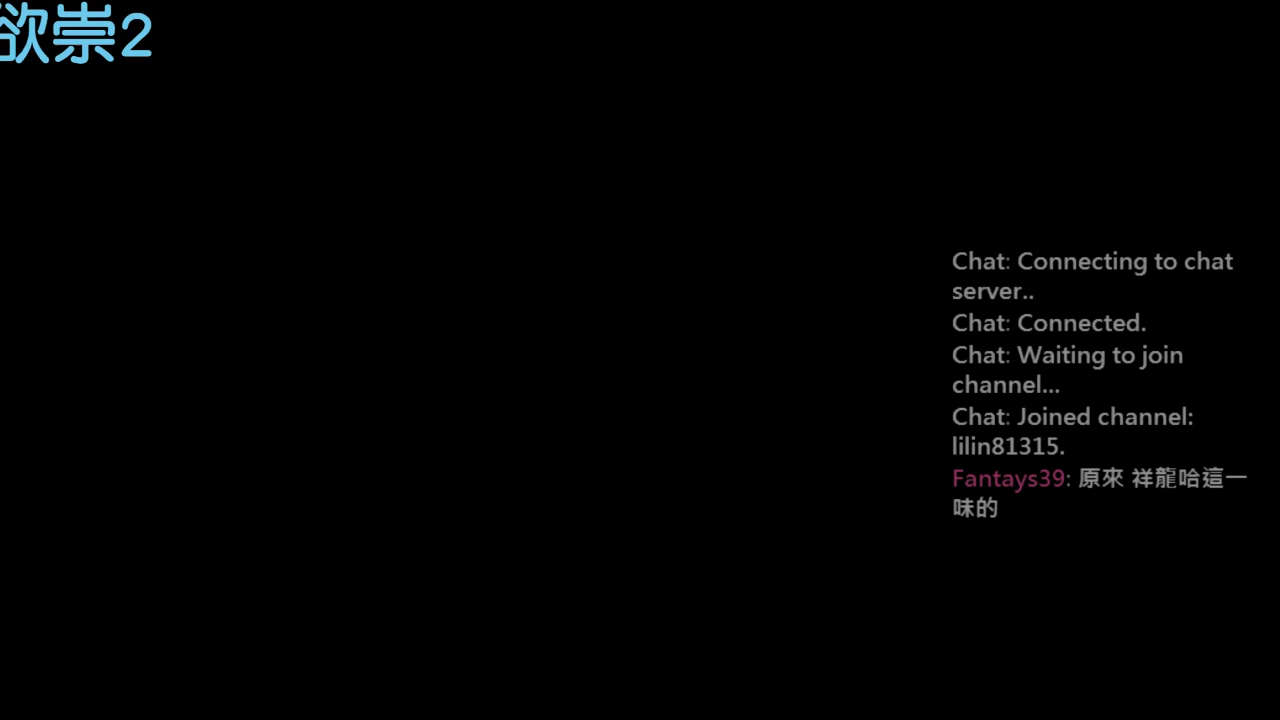 欲崇2
Chat: Connecting to chat
server..
Chat: Connected.
Chat: Waiting to join
channel...
Chat: Joined channel:
lilin81315.
Fantays39: 原來 祥龍哈這一
味的